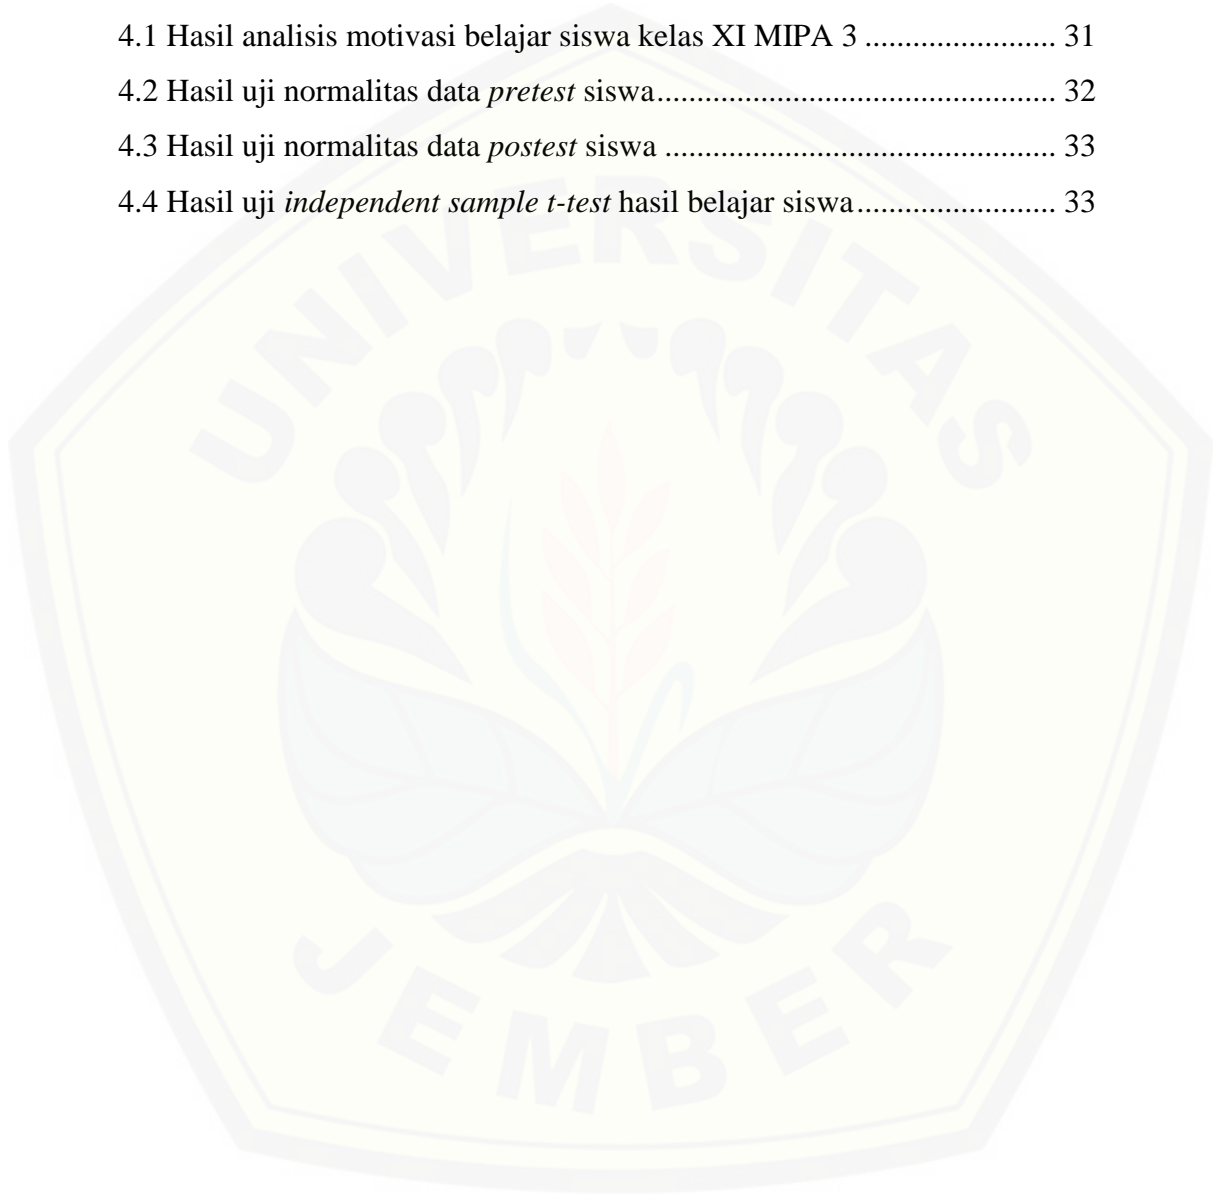 4.1 Hasil analisis motivasi belajar siswa kelas XI MIPA 3 ........................ 31
4.2 Hasil uji normalitas data pretest siswa.................................................. 32
4.3 Hasil uji normalitas data postest siswa ................................................. 33
4.4 Hasil uji independent sample t-test hasil belajar siswa......................... 33
UNIVERSITAS
JEMBER